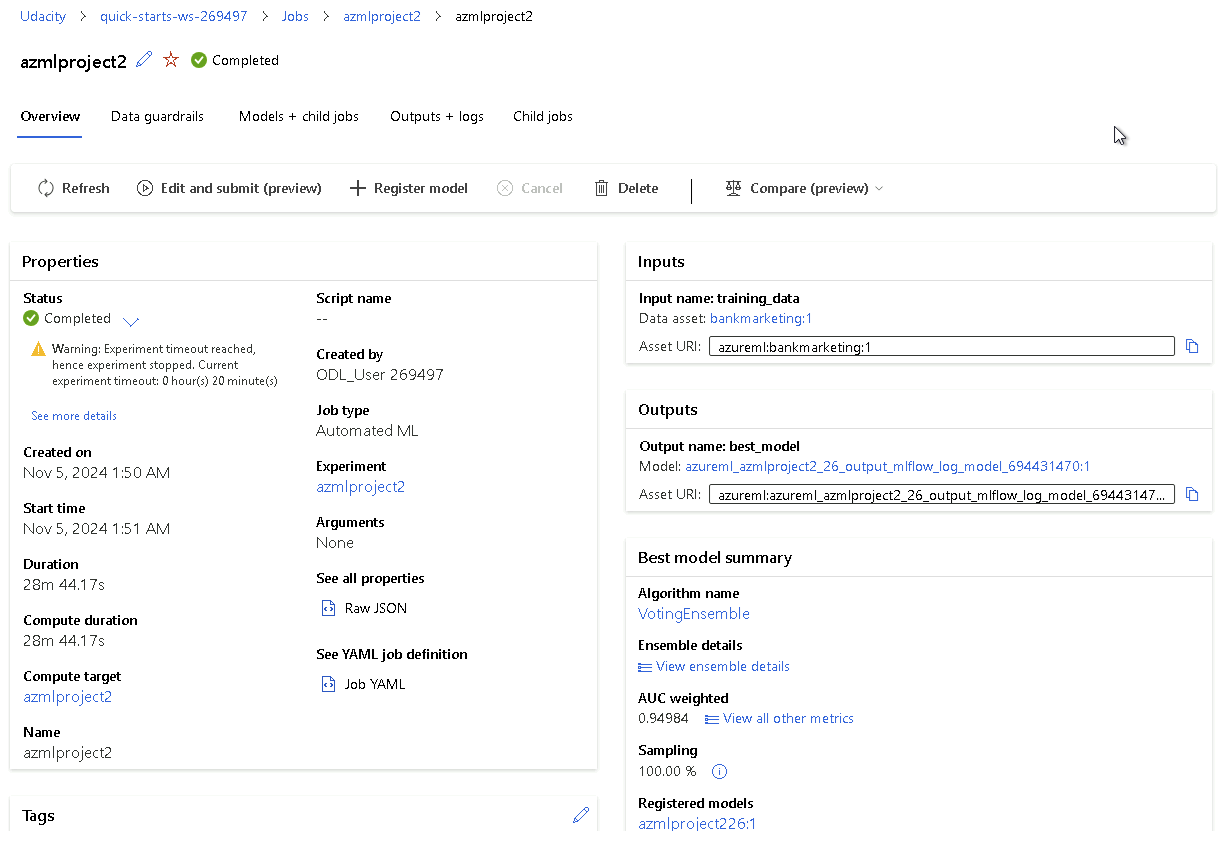 Udacity > quick-starts-ws-269497 > Jobs > azmlproject2 > azmlproject2
azmlproject2 Completed
Overview Data guardrails Models + child jobs Outputs + logs Child jobs
Refresh Edit and submit (preview) Register model Cancel Delete Compare (preview)
Properties
Status
Completed
Warning: Experiment timeout reached,
hence experiment stopped. Current
experiment timeout: 0 hour(s) 20 minute(s)
See more details
Created on
Nov 5, 2024 1:50 AM
Start time
Nov 5, 2024 1:51 AM
Duration
28m 44.17s
Compute duration
28m 44.17s
Compute target
azmlproject2
Name
azmlproject2
Script name
--
Created by
ODL_User 269497
Job type
Automated ML
Experiment
azmlproject2
Arguments
None
See all properties
Raw JSON
See YAML job definition
Job YAML
Tags
Inputs
Input name: training_data
Data asset: bankmarketing:1
Asset URI: azureml:bankmarketing:1
Outputs
Output name: best_model
Model: azureml_azmlproject2_26_output_mlflow_log_model_694431470:1
Asset URI: azureml:azureml_azmlproject2_26_output_mlflow_log_model_69443147...
Best model summary
Algorithm name
VotingEnsemble
Ensemble details
View ensemble details
AUC weighted
0.94984 View all other metrics
Sampling
100.00 %
Registered models
azmlproject226:1